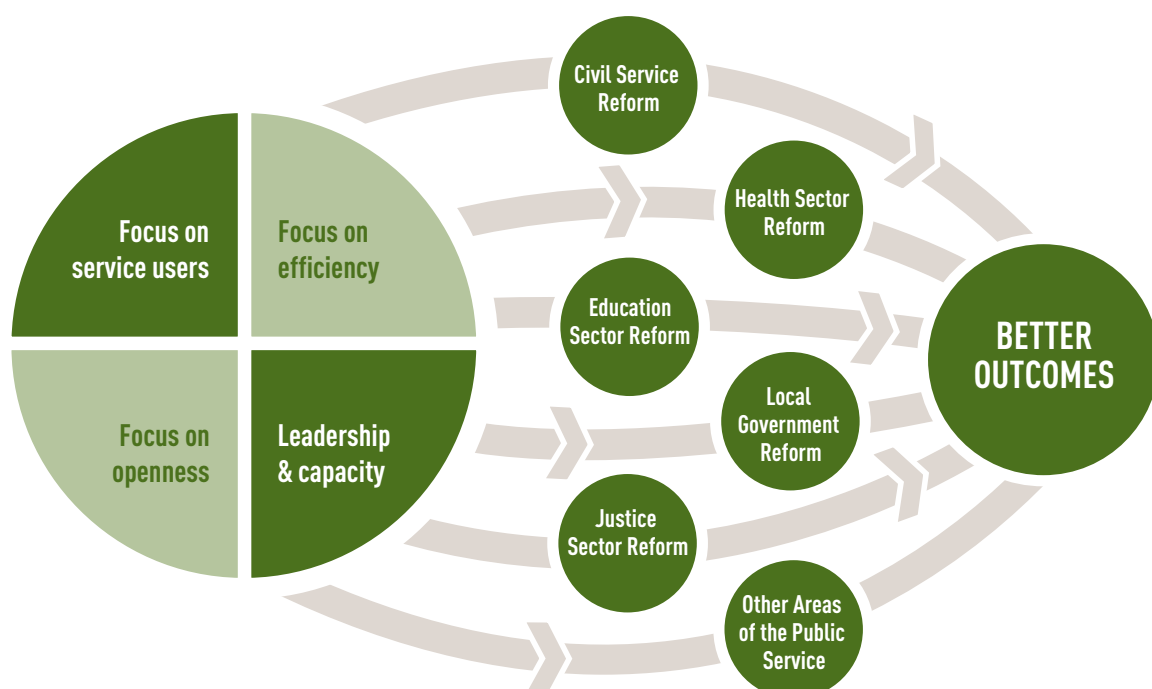 Focus on
service users
Focus on
efficiency
Focus on
openness
Leadership
& capacity
Civil Service
Reform
Health Sector
Reform
Education
Sector Reform
Local
Government
Reform
Justice
Sector Reform
Other Areas
of the Public
Service
BETTER
OUTCOMES